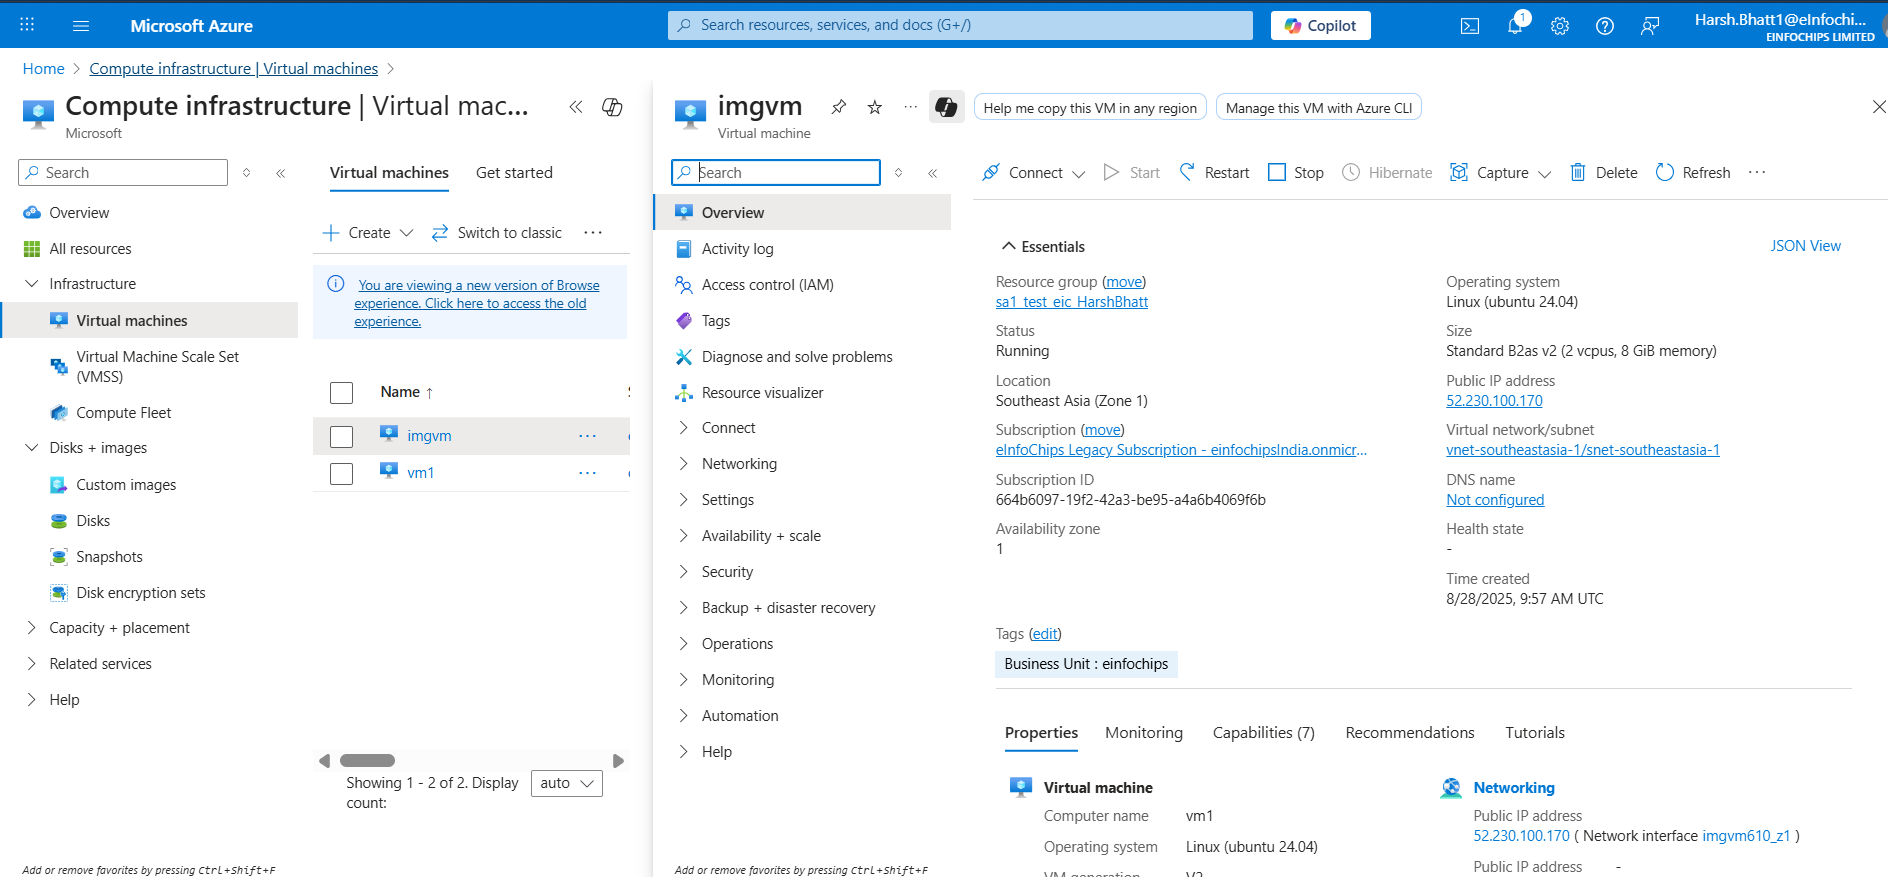 Microsoft Azure
Search resources, services, and docs (G+/)
Copilot
1
Harsh.Bhatt1@eInfochi...
EINFOCHIPS LIMITED
Home > Compute infrastructure | Virtual machines >
Compute infrastructure | Virtual mac...
Microsoft
Search
Overview
All resources
Infrastructure
Virtual machines
Virtual Machine Scale Set
(VMSS)
Compute Fleet
Disks + images
Custom images
Disks
Snapshots
Disk encryption sets
Capacity + placement
Related services
Help
Add or remove favorites by pressing Ctrl+Shift+F
Virtual machines
Get started
Create
Switch to classic
You are viewing a new version of Browse
experience. Click here to access the old
experience.
Name ↑
imgvm
vm1
Showing 1 - 2 of 2. Display
count:
auto
imgvm
Virtual machine
Help me copy this VM in any region
Manage this VM with Azure CLI
Search
Overview
Activity log
Access control (IAM)
Tags
Diagnose and solve problems
Resource visualizer
Connect
Networking
Settings
Availability + scale
Security
Backup + disaster recovery
Operations
Monitoring
Automation
Help
Add or remove favorites by pressing Ctrl+Shift+F
Connect
Start
Restart
Stop
Hibernate
Capture
Delete
Refresh
Essentials
JSON View
Resource group (move)
sa1_test_eic_HarshBhatt
Status
Running
Location
Southeast Asia (Zone 1)
Subscription (move)
eInfoChips Legacy Subscription - einfochipsIndia.onmicr...
Subscription ID
664b6097-19f2-42a3-be95-a4a6b4069f6b
Availability zone
1
Operating system
Linux (ubuntu 24.04)
Size
Standard B2as v2 (2 vcpus, 8 GiB memory)
Public IP address
52.230.100.170
Virtual network/subnet
vnet-southeastasia-1/snet-southeastasia-1
DNS name
Not configured
Health state
-
Time created
8/28/2025, 9:57 AM UTC
Tags (edit)
Business Unit : einfochips
Properties
Monitoring
Capabilities (7)
Recommendations
Tutorials
Virtual machine
Computer name vm1
Operating system Linux (ubuntu 24.04)
VM generation V2
Networking
Public IP address
52.230.100.170 ( Network interface imgvm610_z1 )
Public IP address -